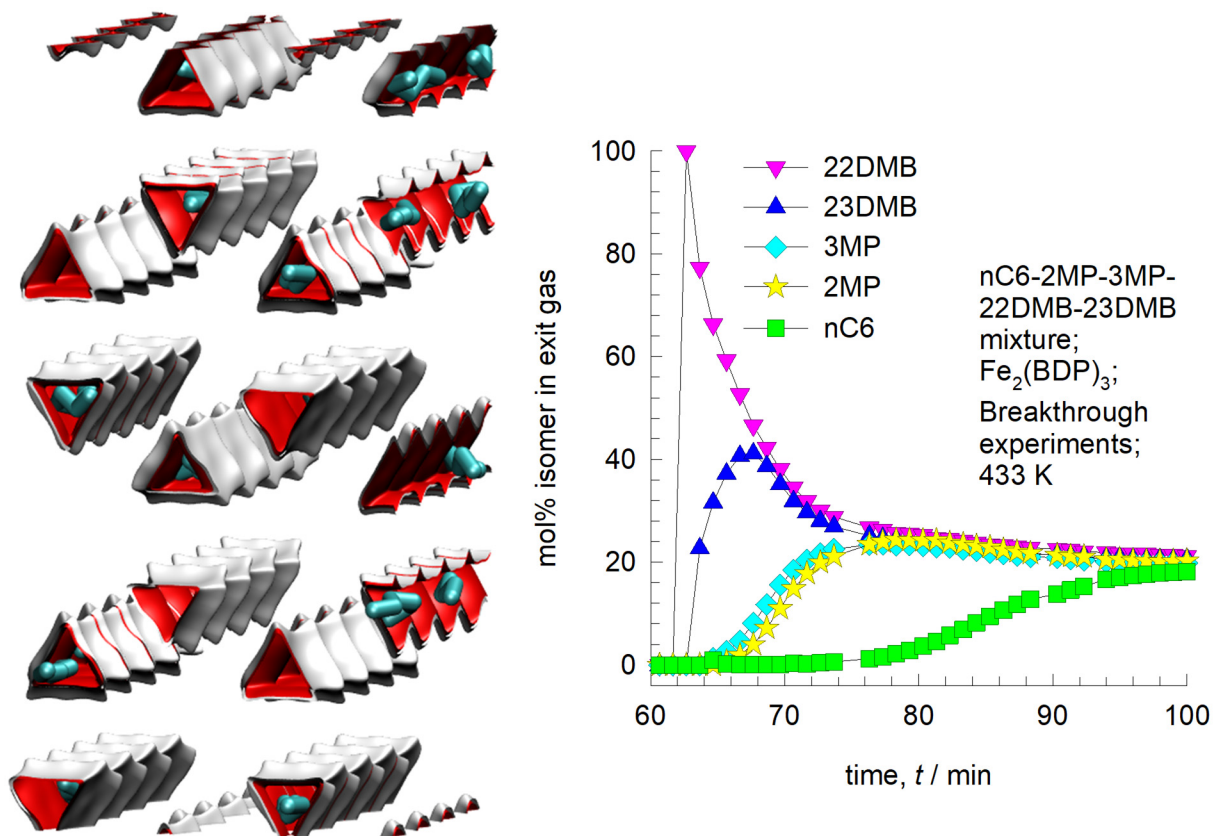 100
80
60
40
20
0
mol% isomer in exit gas
22DMB
23DMB
3MP
2MP
nC6
nC6-2MP-3MP-
22DMB-23DMB
mixture;
Fe₂(BDP)₃;
Breakthrough
experiments;
433 K
60
70
80
90
100
time, t / min